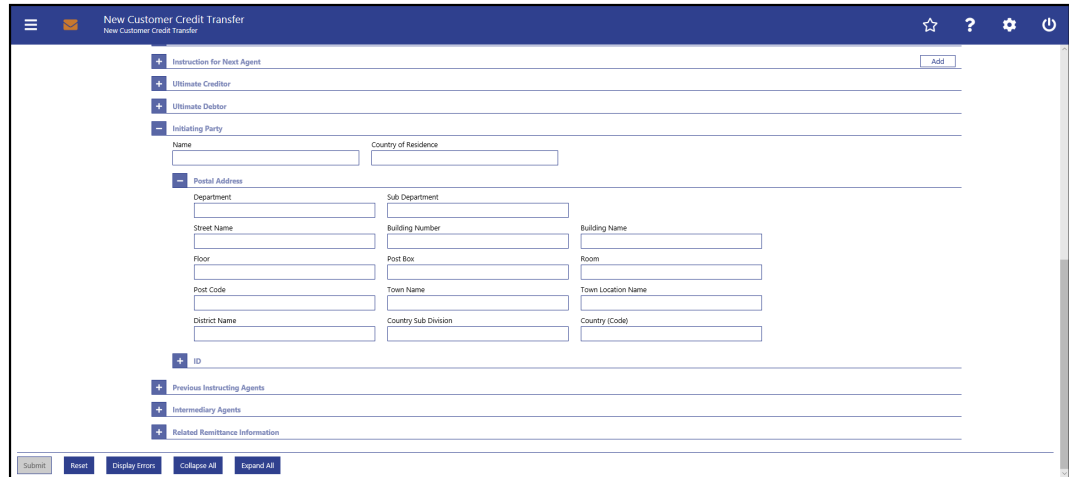 New Customer Credit Transfer
New Customer Credit Transfer
Instruction for Next Agent Add
Ultimate Creditor
Ultimate Debtor
Initiating Party
Name Country of Residence
Postal Address
Department Sub Department
Street Name Building Number Building Name
Floor Post Box Room
Post Code Town Name Town Location Name
District Name Country Sub Division Country (Code)
ID
Previous Instructing Agents
Intermediary Agents
Related Remittance Information
Submit Reset Display Errors Collapse All Expand All